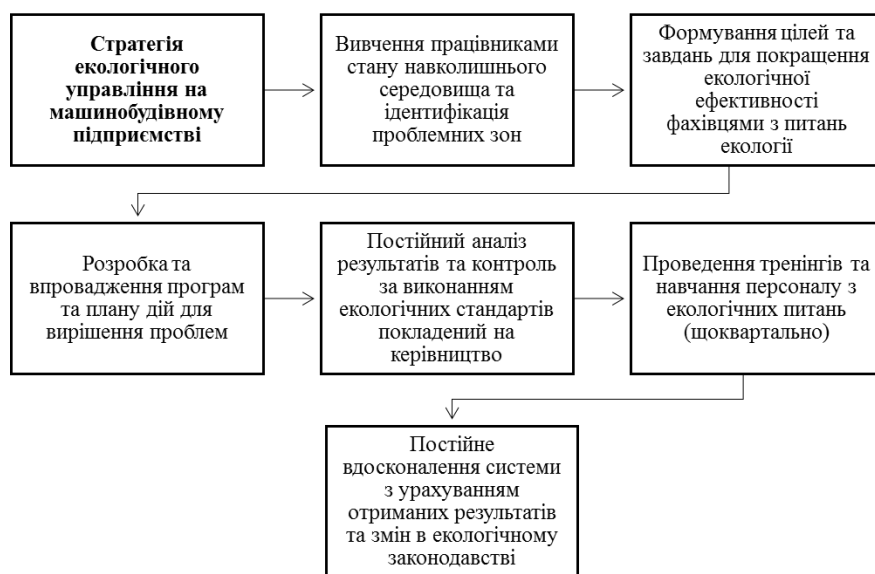 Стратегія
екологічного
управління на
машинобудівному
підприємстві
Вивчення працівниками
стану навколишнього
середовища та
ідентифікація
проблемних зон
Формування цілей та
завдань для покращення
екологічної
ефективності
фахівцями з питань
екології
Розробка та
впровадження програм
та плану дій для
вирішення проблем
Постійний аналіз
результатів та контроль
за виконанням
екологічних стандартів
покладений на
керівництво
Проведення тренінгів та
навчання персоналу з
екологічних питань
(щоквартально)
Постійне
вдосконалення системи
з урахуванням
отриманих результатів
та змін в екологічному
законодавстві